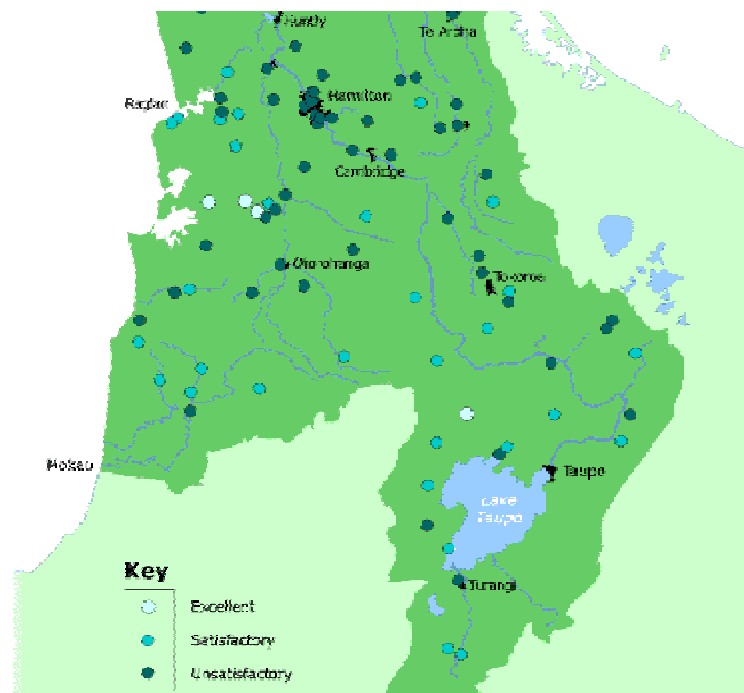 Huntly
Te Aroha
Raglan
Hamilton
Cambridge
Otorohanga
Tokoroa
Mokau
Taupo
Lake
Taupo
Turangi
Key
Excellent
Satisfactory
Unsatisfactory